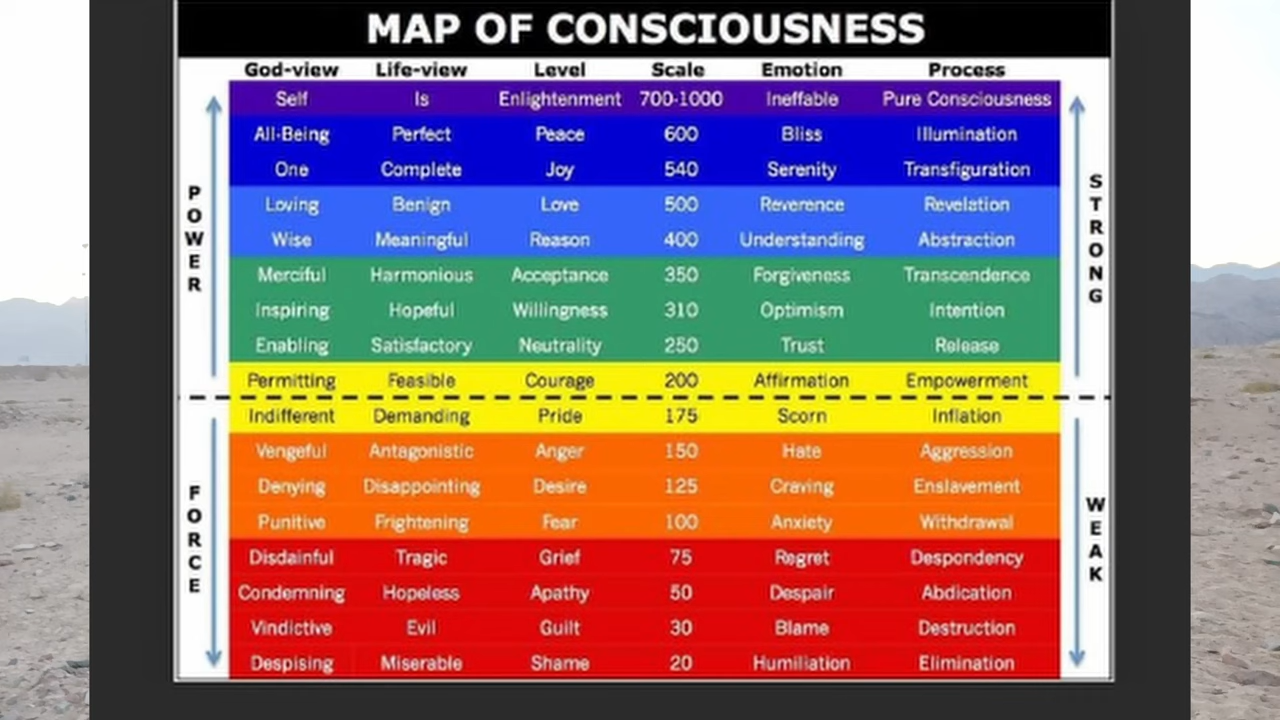 MAP OF CONSCIOUSNESS
God-view Life-view Level Scale Emotion Process
Self Is Enlightenment 700-1000 Ineffable Pure Consciousness
All-Being Perfect Peace 600 Bliss Illumination
One Complete Joy 540 Serenity Transfiguration
Loving Benign Love 500 Reverence Revelation
Wise Meaningful Reason 400 Understanding Abstraction
Merciful Harmonious Acceptance 350 Forgiveness Transcendence
Inspiring Hopeful Willingness 310 Optimism Intention
Enabling Satisfactory Neutrality 250 Trust Release
Permitting Feasible Courage 200 Affirmation Empowerment
Indifferent Demanding Pride 175 Scorn Inflation
Vengeful Antagonistic Anger 150 Hate Aggression
Denying Disappointing Desire 125 Craving Enslavement
Punitive Frightening Fear 100 Anxiety Withdrawal
Disdainful Tragic Grief 75 Regret Despondency
Condemning Hopeless Apathy 50 Despair Abdication
Vindictive Evil Guilt 30 Blame Destruction
Despising Miserable Shame 20 Humiliation Elimination
POWER
FORCE
STRONG
WEAK